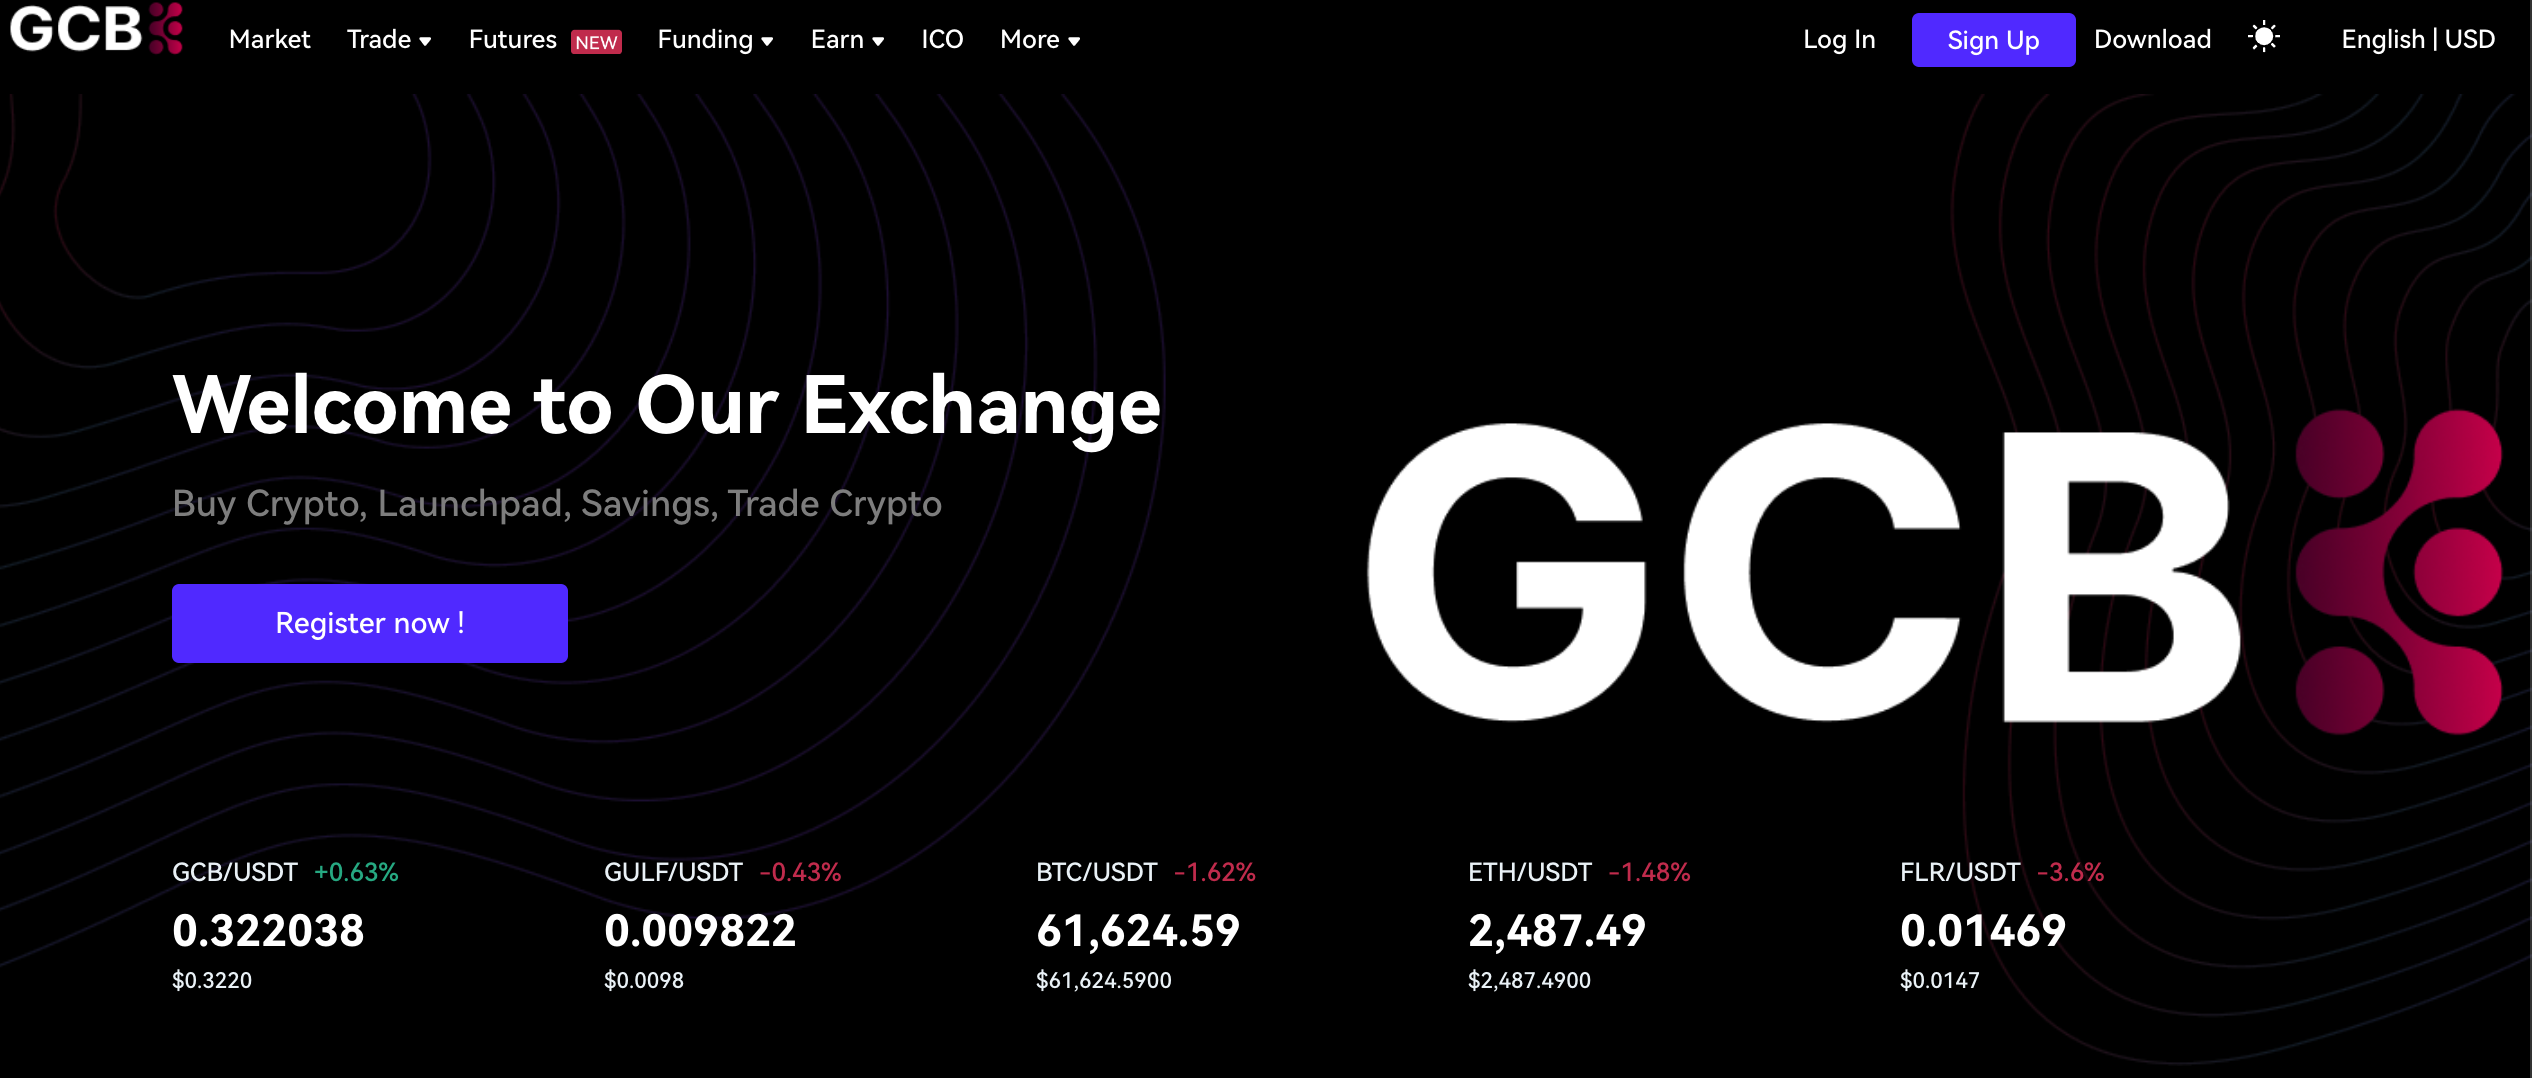 GCB
Market Trade Futures NEW Funding Earn ICO More Log In Sign Up Download English | USD
Welcome to Our Exchange
Buy Crypto, Launchpad, Savings, Trade Crypto
Register now !
GCB
GCB/USDT +0.63%
0.322038
$0.3220
GULF/USDT -0.43%
0.009822
$0.0098
BTC/USDT -1.62%
61,624.59
$61,624.5900
ETH/USDT -1.48%
2,487.49
$2,487.4900
FLR/USDT -3.6%
0.01469
$0.0147